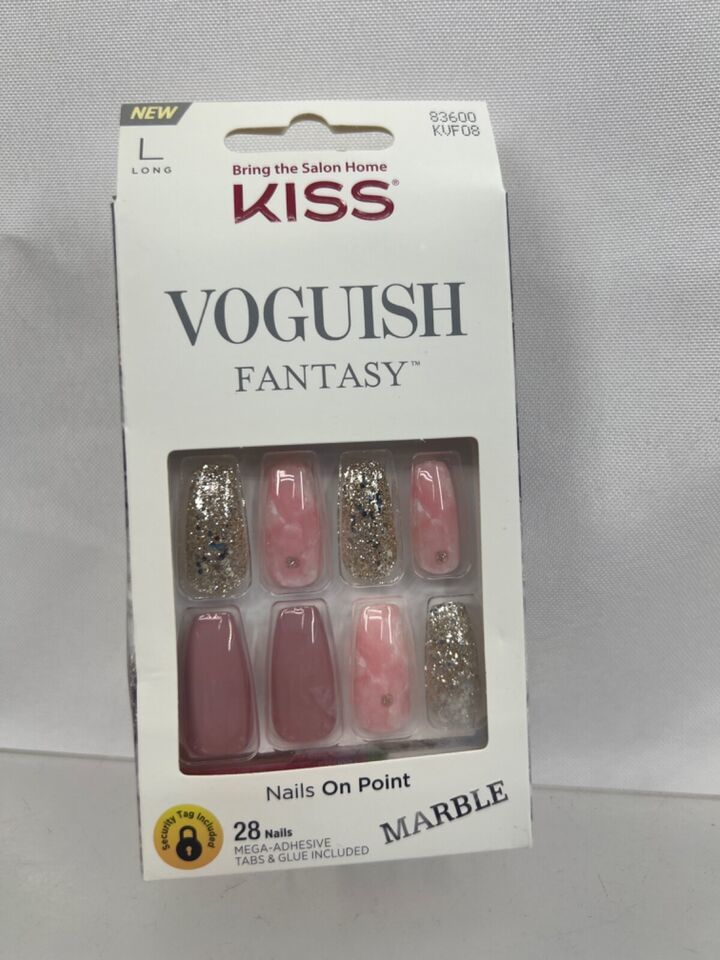 NEW
83600
KVF08
L
LONG
Bring the Salon Home
KISS®
VOGUISH
FANTASY™
Nails On Point
Security Tag Included
28 Nails
MEGA-ADHESIVE
TABS & GLUE INCLUDED
MARBLE